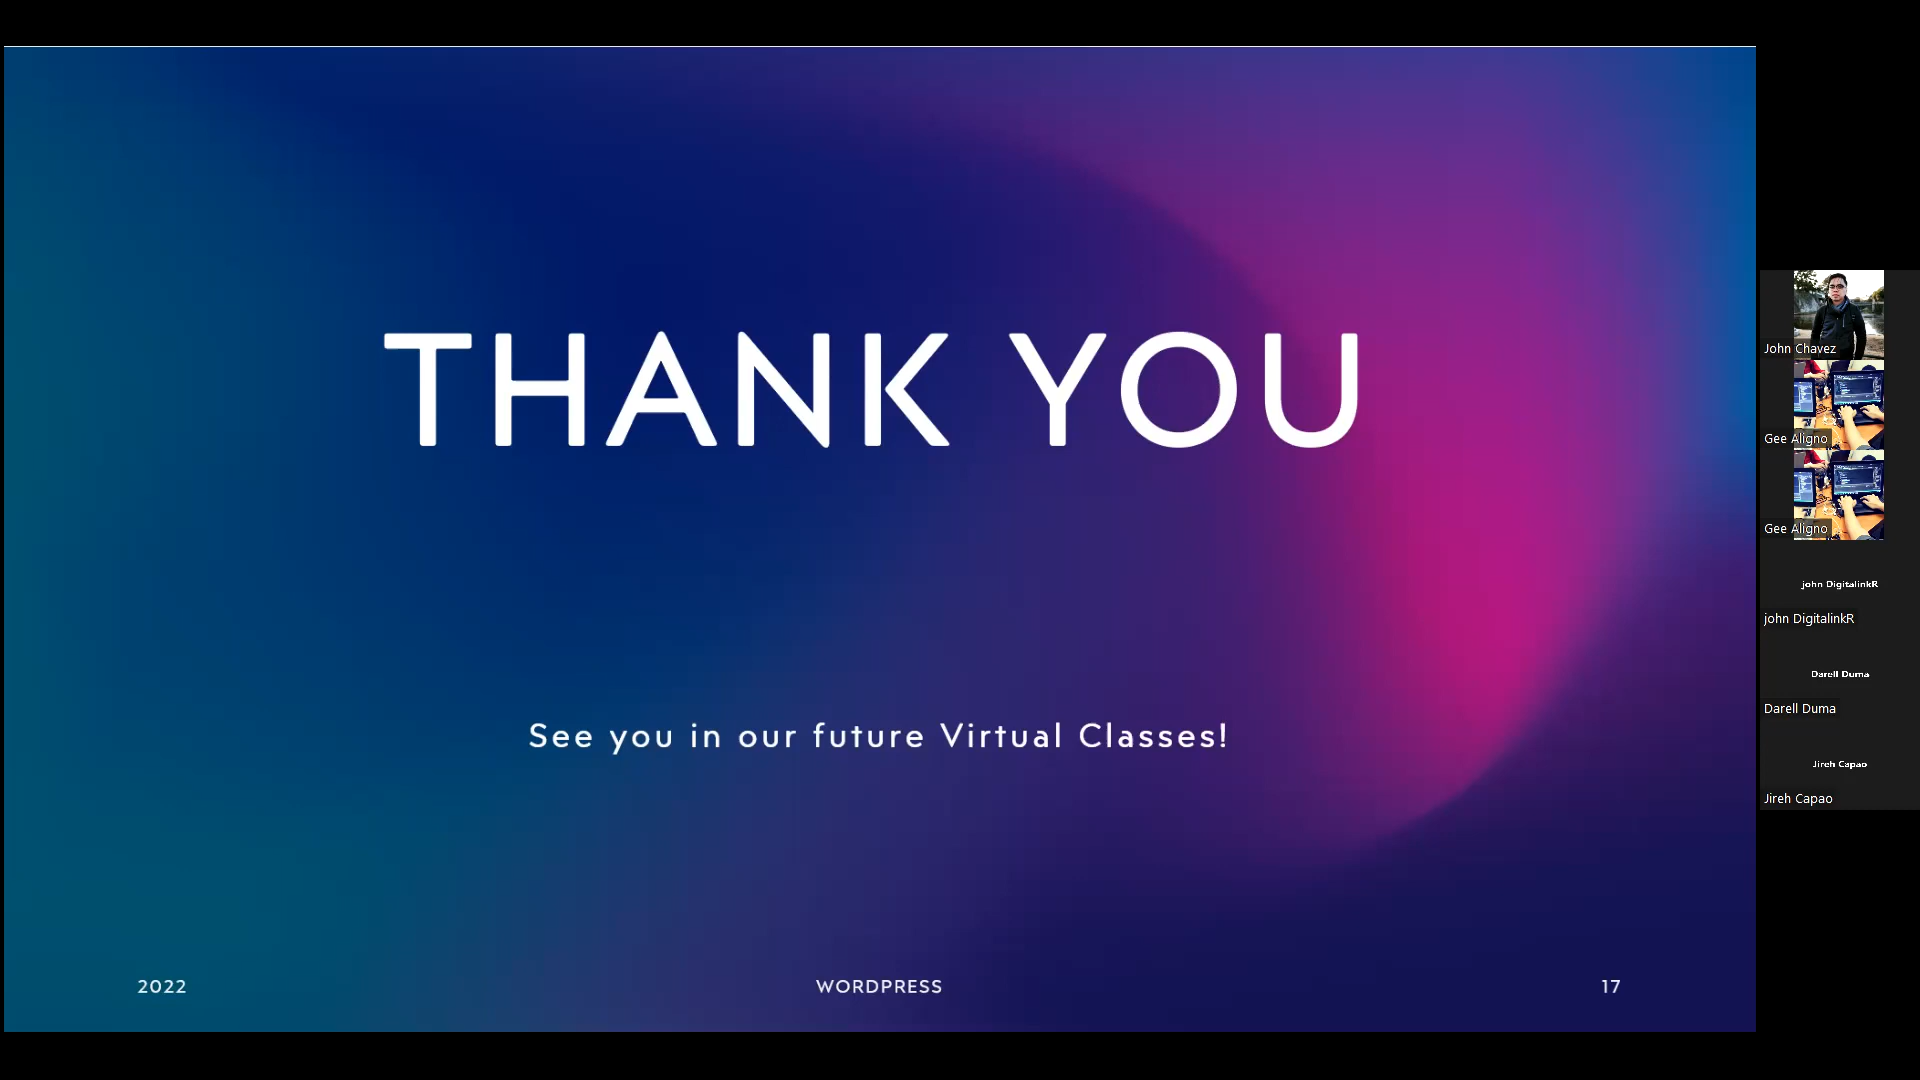 THANK YOU
See you in our future Virtual Classes!
2022
WORDPRESS
17
John Chavez
Gee Aligno
Gee Aligno
john DigitalinkR
john DigitalinkR
Darell Duma
Darell Duma
Jireh Capao
Jireh Capao